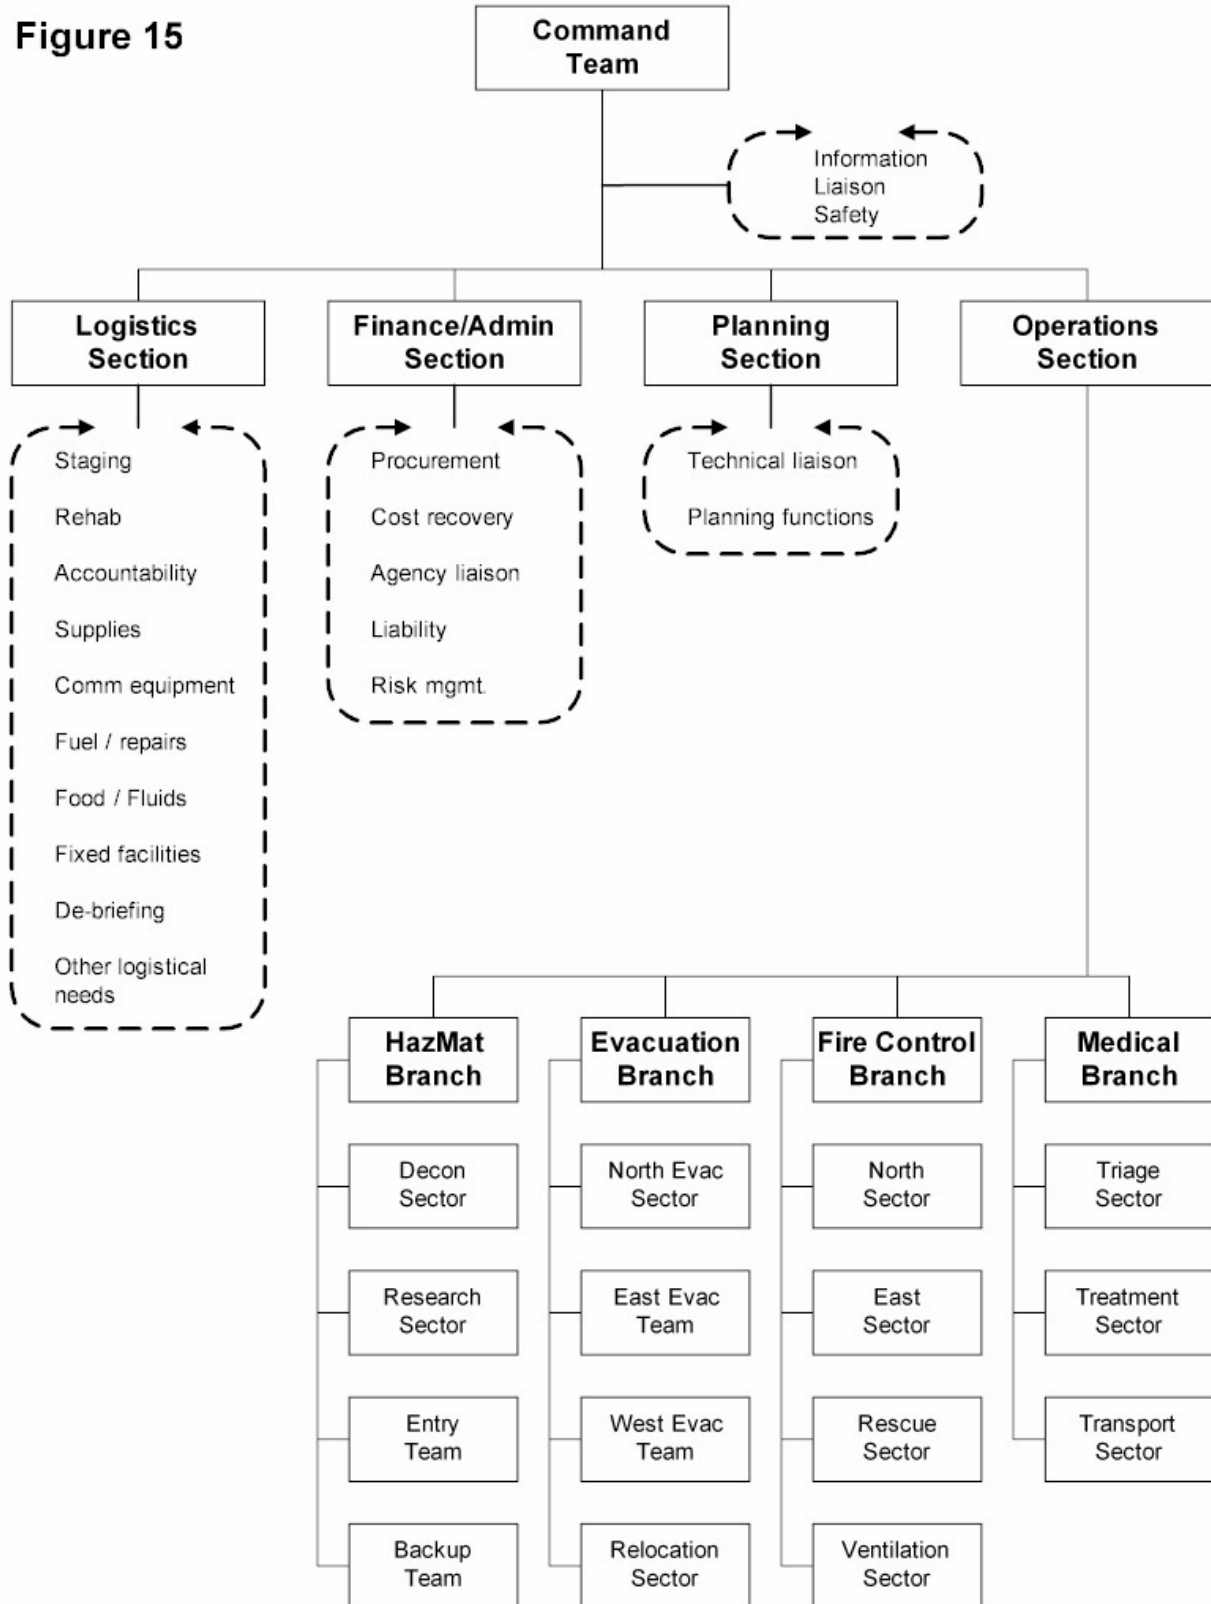 Figure 15
Command
Team
Information
Liaison
Safety
Logistics
Section
Finance/Admin
Section
Planning
Section
Operations
Section
Staging
Rehab
Accountability
Supplies
Comm equipment
Fuel / repairs
Food / Fluids
Fixed facilities
De-briefing
Other logistical
needs
Procurement
Cost recovery
Agency liaison
Liability
Risk mgmt.
Technical liaison
Planning functions
HazMat
Branch
Decon
Sector
Research
Sector
Entry
Team
Backup
Team
Evacuation
Branch
North Evac
Sector
East Evac
Team
West Evac
Team
Relocation
Sector
Fire Control
Branch
North
Sector
East
Sector
Rescue
Sector
Ventilation
Sector
Medical
Branch
Triage
Sector
Treatment
Sector
Transport
Sector